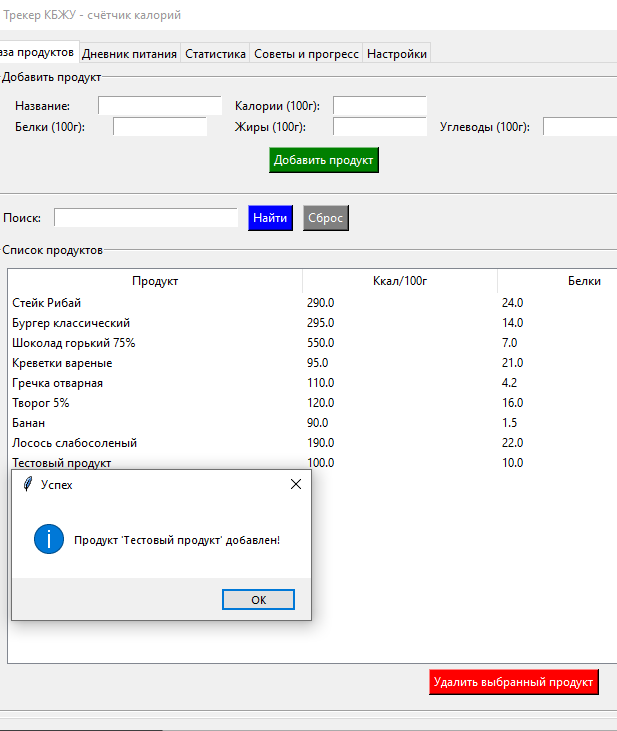 Трекер КБЖУ - счётчик калорий
аза продуктов Дневник питания Статистика Советы и прогресс Настройки
Добавить продукт
Название: Калории (100г):
Белки (100г): Жиры (100г): Углеводы (100г):
Добавить продукт
Поиск: Найти Сброс
Список продуктов
Продукт Ккал/100г Белки
Стейк Рибай 290.0 24.0
Бургер классический 295.0 14.0
Шоколад горький 75% 550.0 7.0
Креветки вареные 95.0 21.0
Гречка отварная 110.0 4.2
Творог 5% 120.0 16.0
Банан 90.0 1.5
Лосось слабосоленый 190.0 22.0
Тестовый продукт 100.0 10.0
Успех
Продукт 'Тестовый продукт' добавлен!
ОК
Удалить выбранный продукт